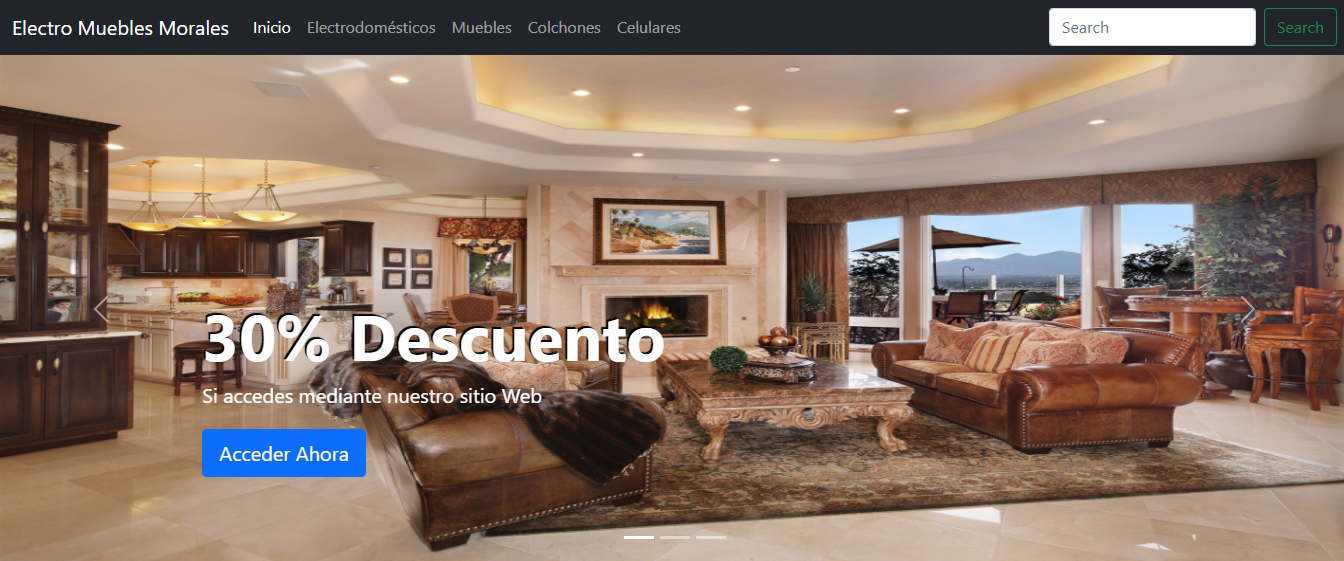 Electro Muebles Morales Inicio Electrodomésticos Muebles Colchones Celulares Search Search
30% Descuento
Si accedes mediante nuestro sitio Web
Acceder Ahora